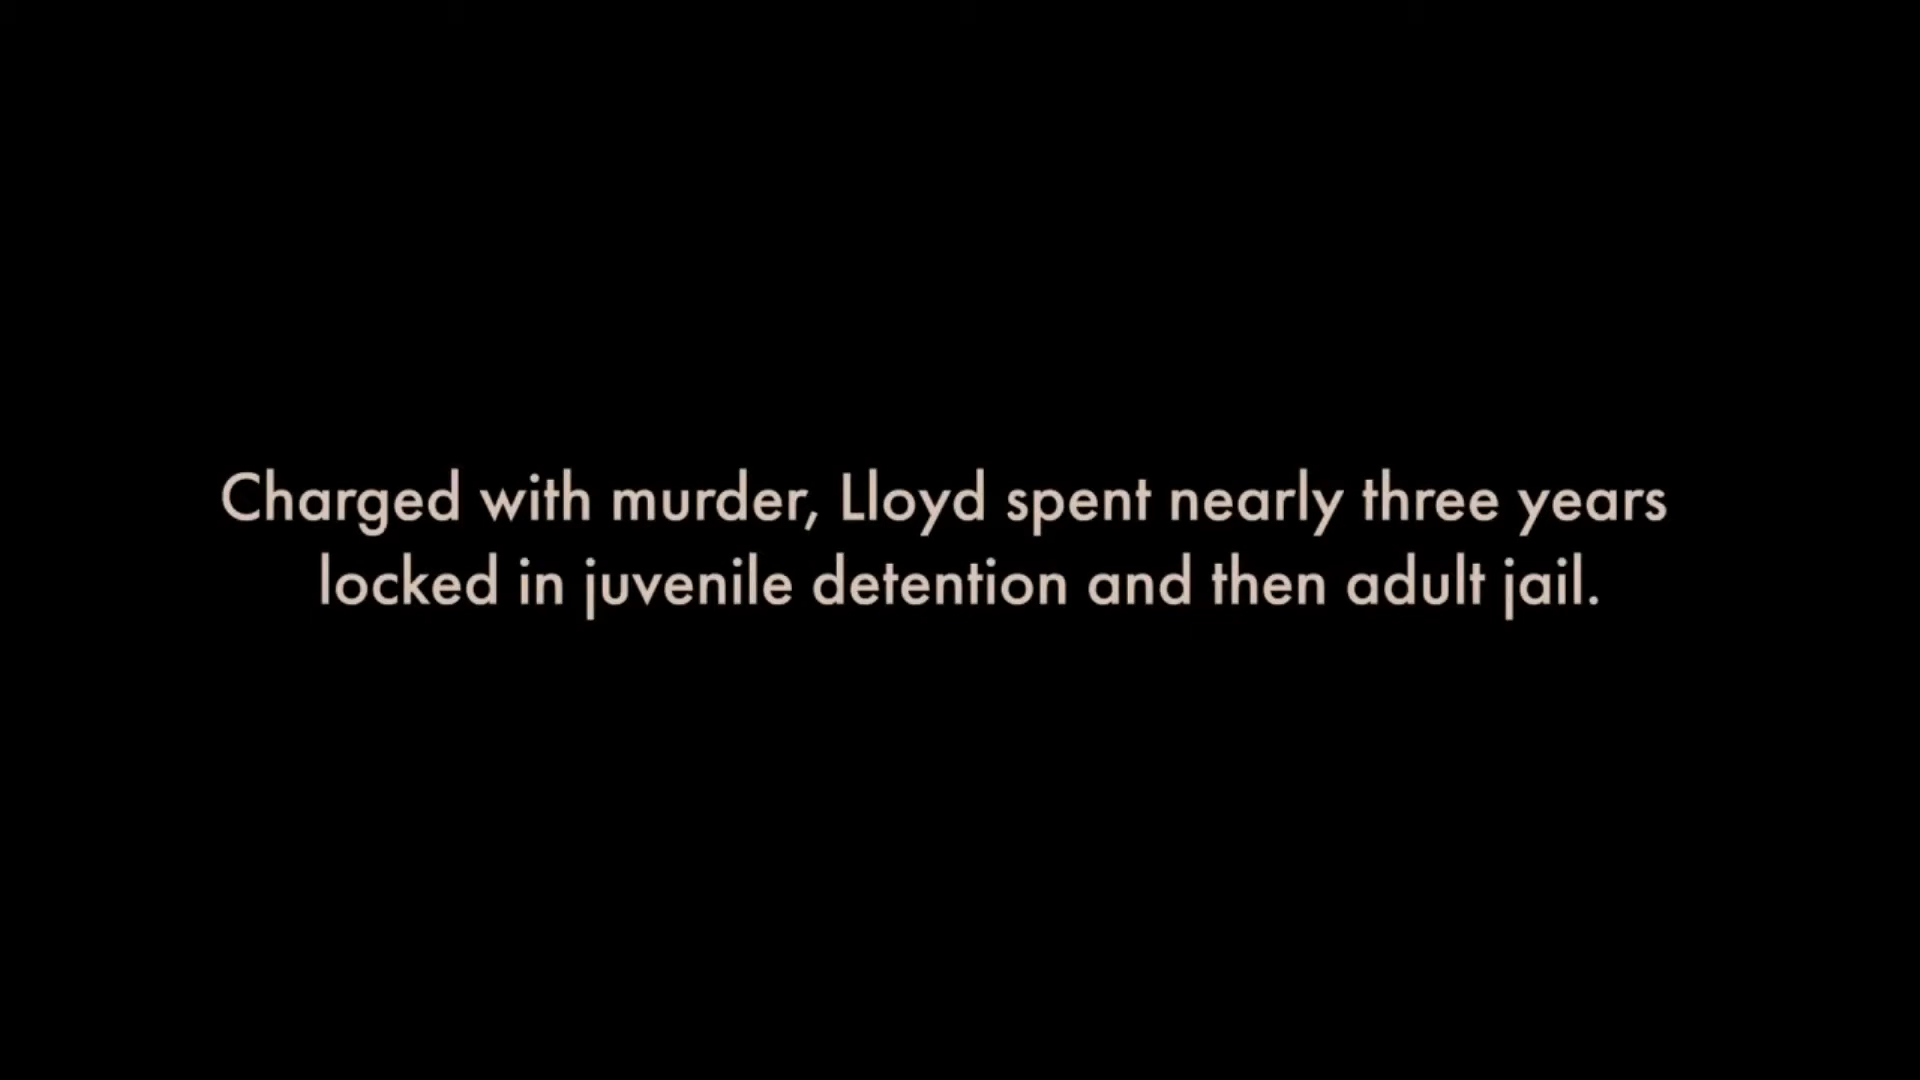 Charged with murder, Lloyd spent nearly three years
locked in juvenile detention and then adult jail.